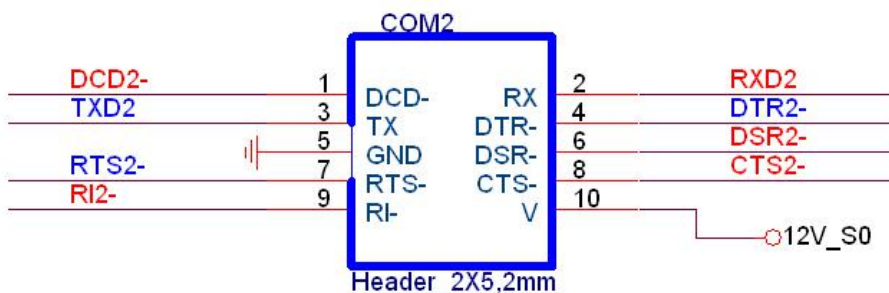 COM2
DCD2- 1 DCD- RX 2 RXD2
TXD2 3 TX DTR- 4 DTR2-
5 GND DSR- 6 DSR2-
RTS2- 7 RTS- CTS- 8 CTS2-
RI2- 9 RI- V 10
12V_S0
Header 2X5,2mm